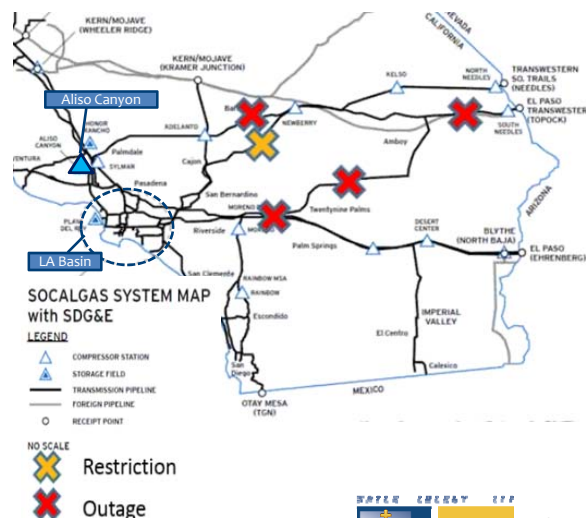 KERN/MOJAVE
(WHEELER RIDGE)
NEVADA
CALIFORNIA
KERN/MOJAVE
(KRAMER JUNCTION)
KELSO
NORTH
NEEDLES
TRANSWESTERN
SO. TRAILS
(NEEDLES)
Aliso Canyon
HONOR
RANCHO
ADELANTO
NEWBERRY
SOUTH
NEEDLES
EL PASO
TRANSWESTER
(TOPOCK)
ALISO
CANYON
Palmdale
SYLMAR
Cajon
Amboy
VENTURA
Pasadena
San Bernardino
MORENO
Twentynine Palms
ARIZONA
PLAYA
DEL REY
Riverside
Palm Springs
DESERT
CENTER
BLYTHE
(NORTH BAJA)
EL PASO
(EHRENBERG)
LA Basin
San Clemente
RAINBOW MSA
RAINBOW
SOCALGAS SYSTEM MAP
with SDG&E
LEGEND
COMPRESSOR STATION
STORAGE FIELD
TRANSMISSION PIPELINE
FOREIGN PIPELINE
RECEIPT POINT
Escondido
IMPERIAL
VALLEY
El Centro
San
Diego
Calexico
MEXICO
OTAY MESA
(TGN)
NO SCALE
Restriction
Outage